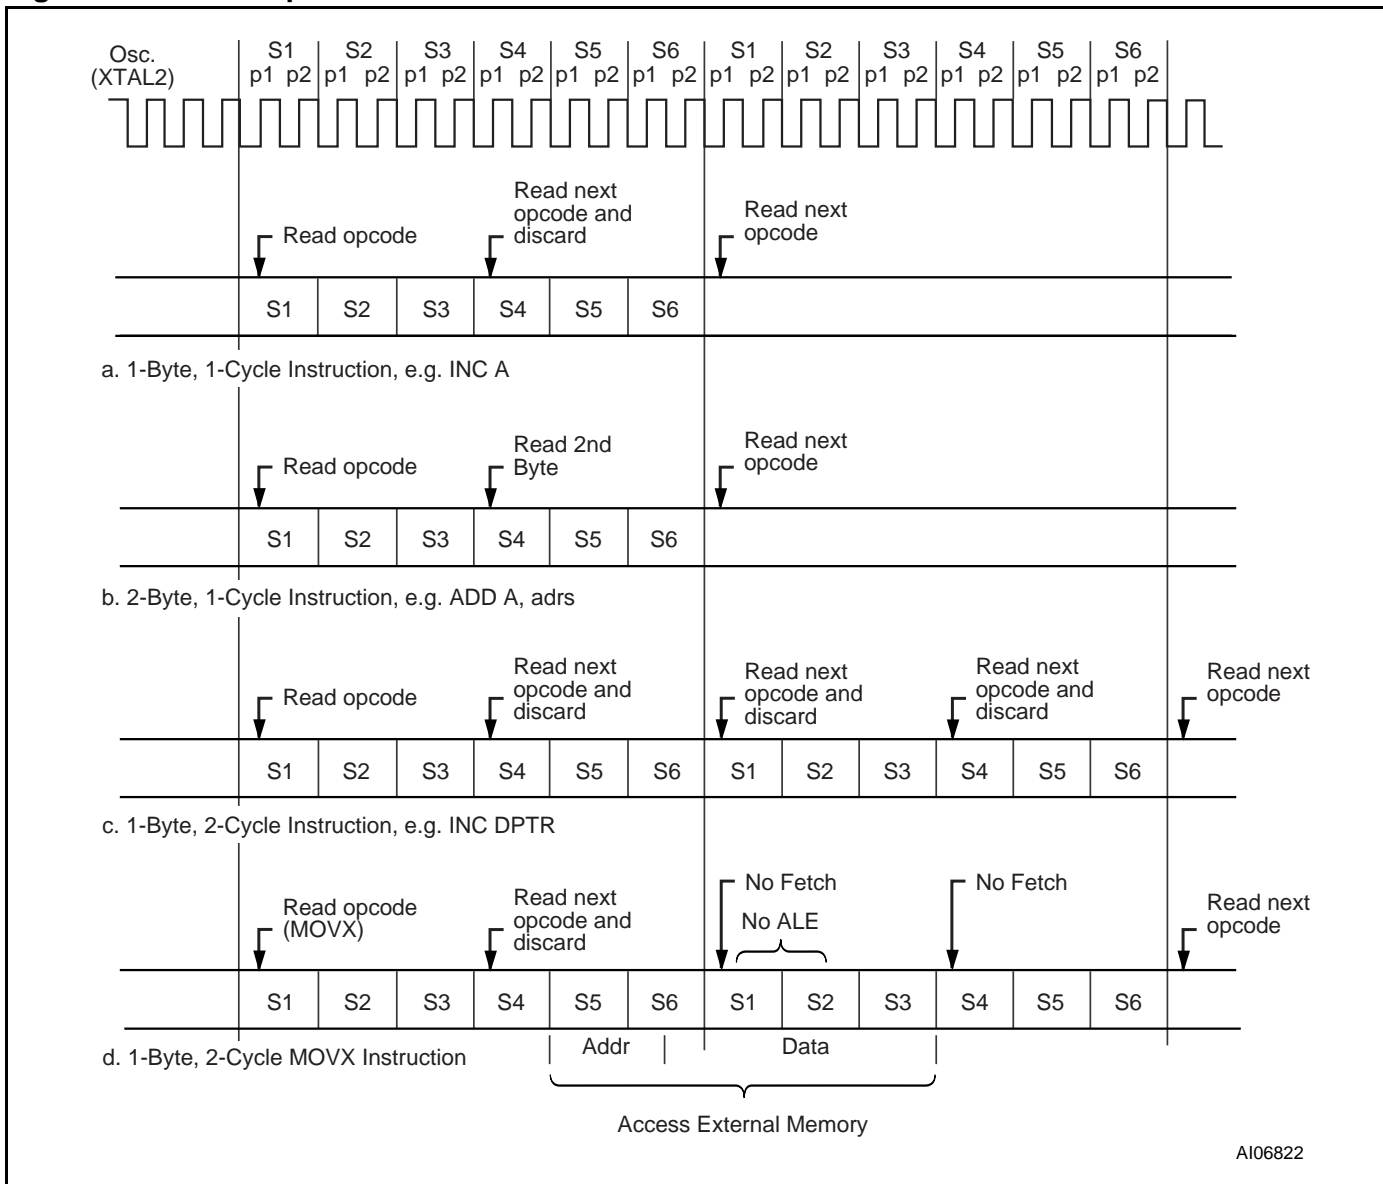 Osc.
(XTAL2)
S1 S2 S3 S4 S5 S6 S1 S2 S3 S4 S5 S6
p1 p2 p1 p2 p1 p2 p1 p2 p1 p2 p1 p2 p1 p2 p1 p2 p1 p2 p1 p2 p1 p2 p1 p2
Read opcode
Read next
opcode and
discard
Read next
opcode
S1 S2 S3 S4 S5 S6
a. 1-Byte, 1-Cycle Instruction, e.g. INC A
Read opcode
Read 2nd
Byte
Read next
opcode
S1 S2 S3 S4 S5 S6
b. 2-Byte, 1-Cycle Instruction, e.g. ADD A, adrs
Read opcode
Read next
opcode and
discard
Read next
opcode and
discard
Read next
opcode and
discard
Read next
opcode
S1 S2 S3 S4 S5 S6 S1 S2 S3 S4 S5 S6
c. 1-Byte, 2-Cycle Instruction, e.g. INC DPTR
Read opcode
(MOVX)
Read next
opcode and
discard
No Fetch
No ALE
No Fetch
Read next
opcode
S1 S2 S3 S4 S5 S6 S1 S2 S3 S4 S5 S6
Addr Data
d. 1-Byte, 2-Cycle MOVX Instruction
Access External Memory
AI06822